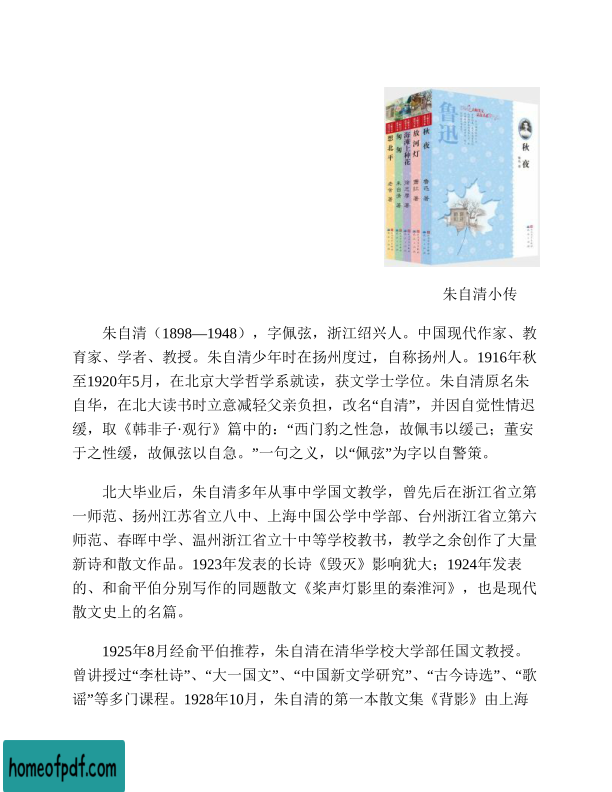 鲁迅
秋夜
秋夜
放河灯
海滩上种花
匆匆
想北平
鲁迅 著
萧红 著
老舍 著
朱自清小传
朱自清（1898—1948），字佩弦，浙江绍兴人。中国现代作家、教
育家、学者、教授。朱自清少年时在扬州度过，自称扬州人。1916年秋
至1920年5月，在北京大学哲学系就读，获文学士学位。朱自清原名朱
自华，在北大读书时立意减轻父亲负担，改名“自清”，并因自觉性情迟
缓，取《韩非子·观行》篇中的：“西门豹之性急，故佩韦以缓己；董安
于之性缓，故佩弦以自急。”一句之义，以“佩弦”为字以自警策。
北大毕业后，朱自清多年从事中学国文教学，曾先后在浙江省立第
一师范、扬州江苏省立八中、上海中国公学中学部、台州浙江省立第六
师范、春晖中学、温州浙江省立十中等学校教书，教学之余创作了大量
新诗和散文作品。1923年发表的长诗《毁灭》影响犹大；1924年发表
的、和俞平伯分别写作的同题散文《桨声灯影里的秦淮河》，也是现代
散文史上的名篇。
1925年8月经俞平伯推荐，朱自清在清华学校大学部任国文教授。
曾讲授过“李杜诗”、“大一国文”、“中国新文学研究”、“古今诗选”、“歌
谣”等多门课程。1928年10月，朱自清的第一本散文集《背影》由上海
homeofpdf.com